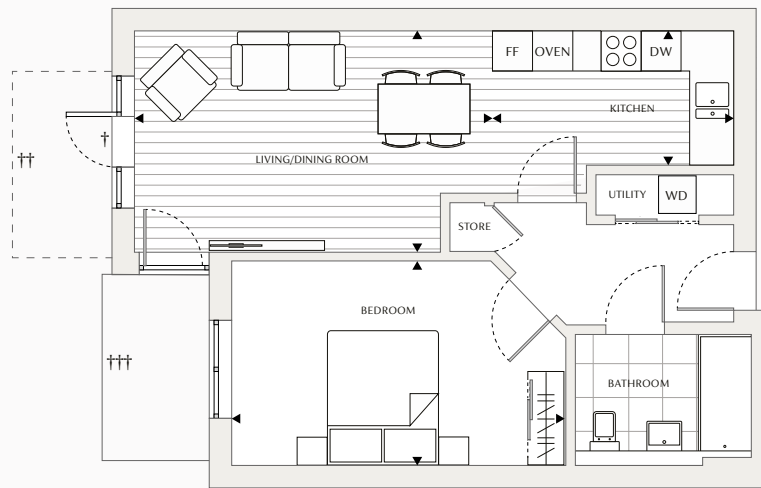 FF
OVEN
DW
KITCHEN
†
††
LIVING/DINING ROOM
UTILITY
WD
STORE
BEDROOM
†††
BATHROOM